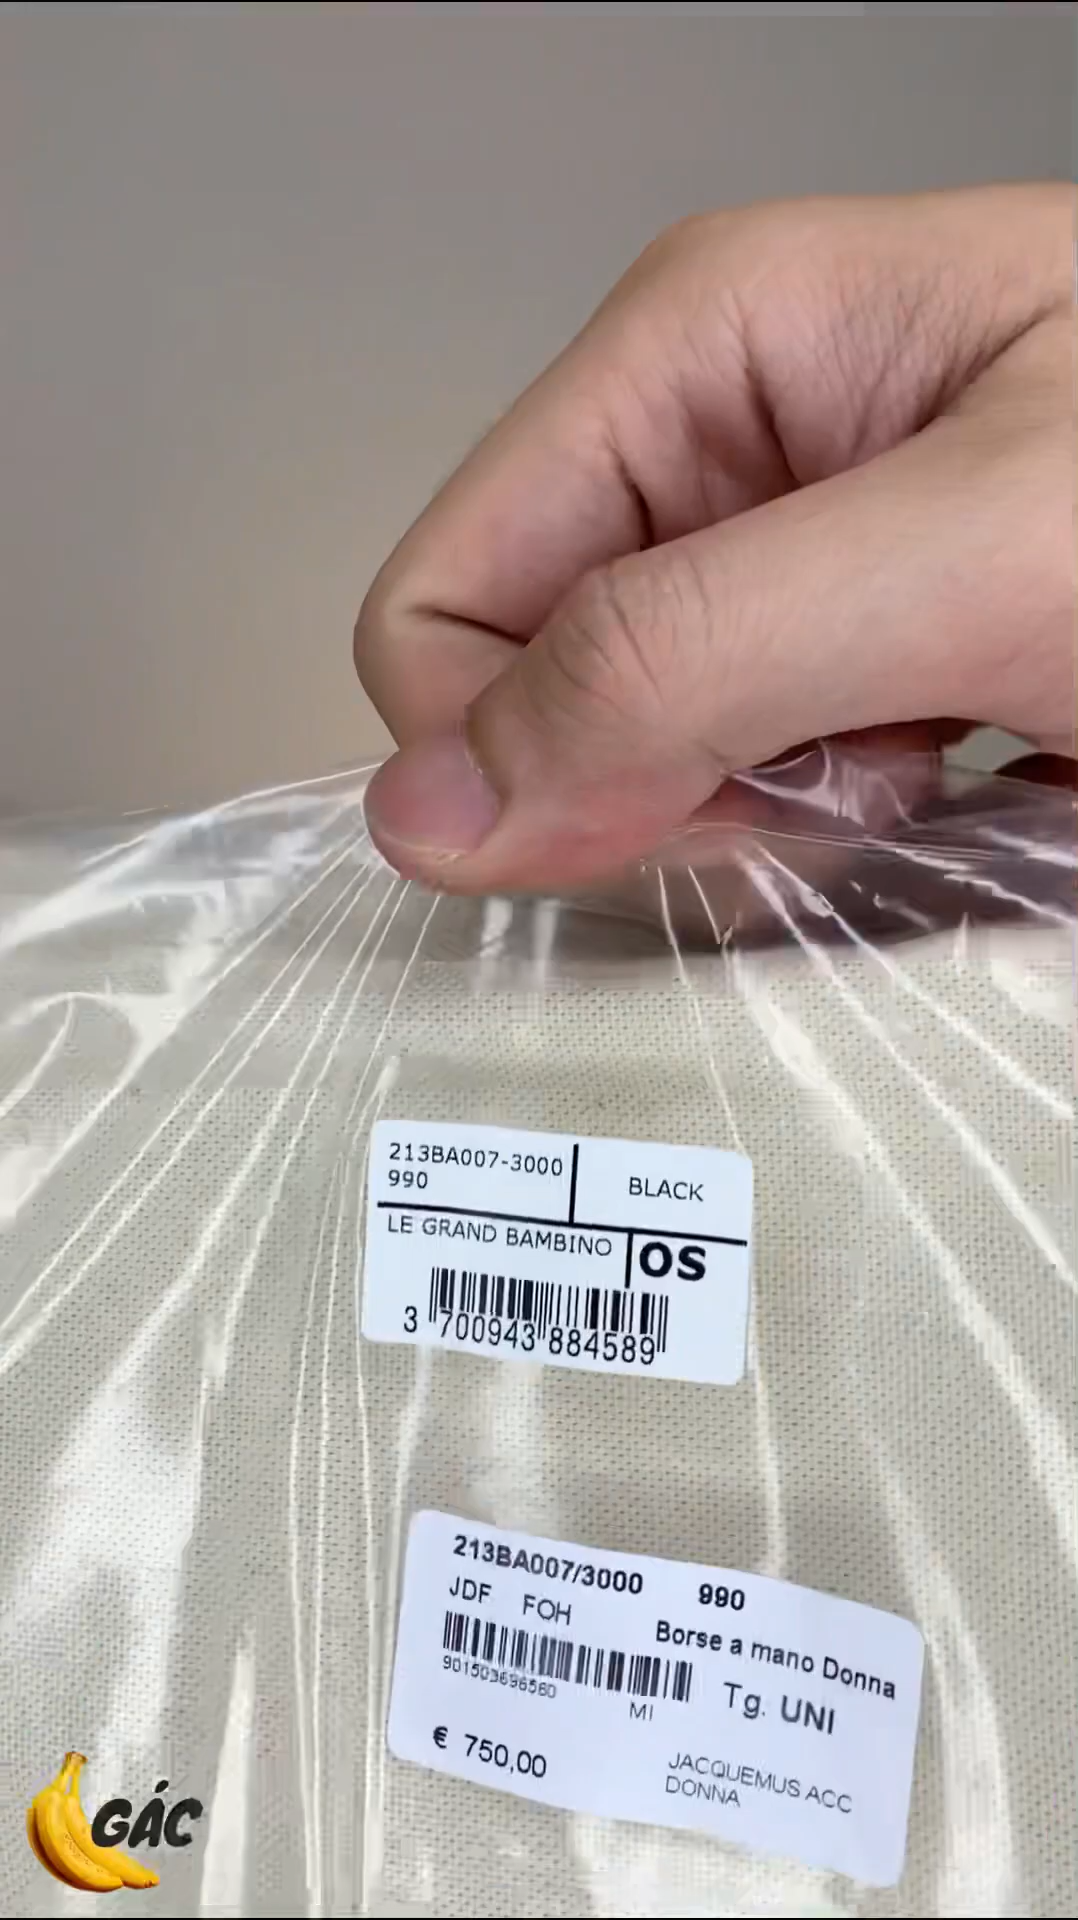 213BA007-3000
990
BLACK
LE GRAND BAMBINO
OS
3 700943 884589
213BA007/3000 990
JDF FOH
Borse a mano Donna
901503696560
MI
Tg. UNI
€ 750,00
JACQUEMUS ACC
DONNA
GÁC